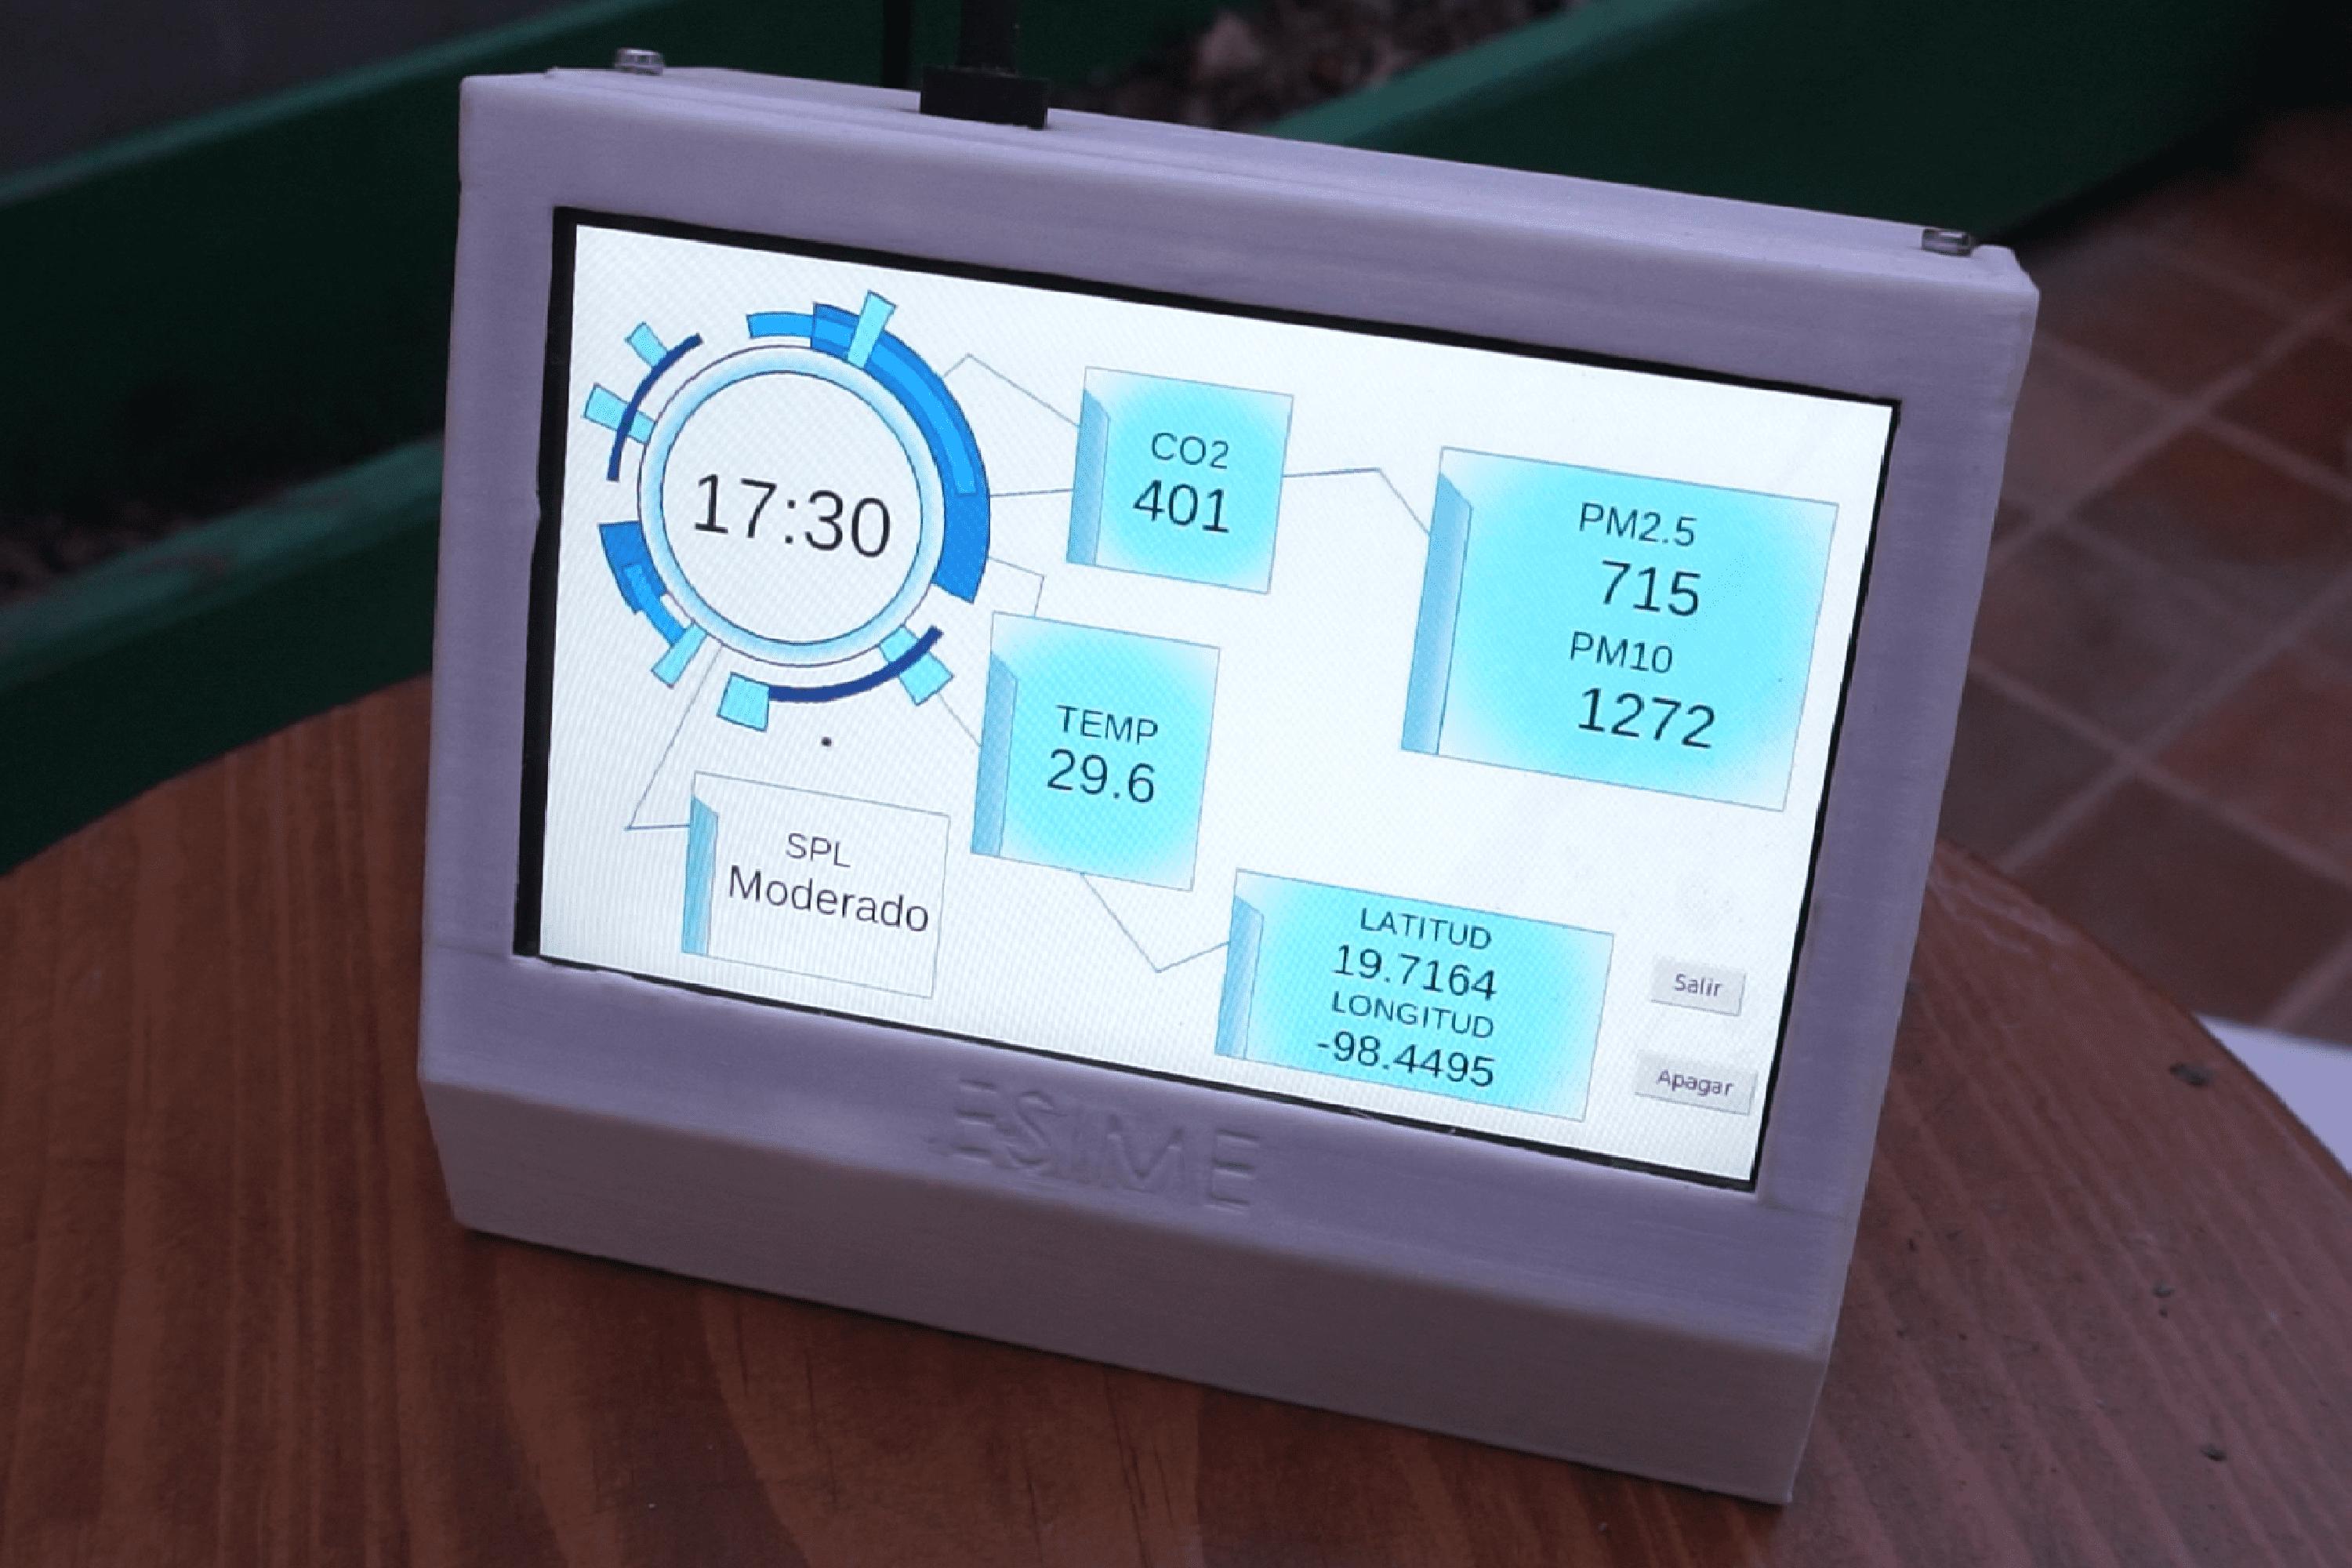 17:30
CO2
401
PM2.5
715
PM10
1272
TEMP
29.6
SPL
Moderado
LATITUD
19.7164
LONGITUD
-98.4495
Salir
Apagar
ESIME